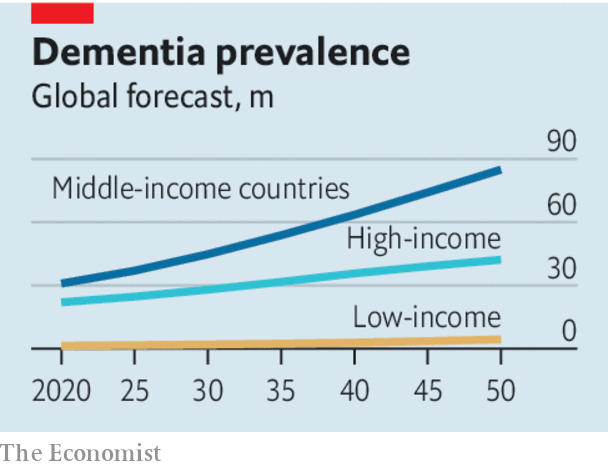 Dementia prevalence
Global forecast, m
90
Middle-income countries
60
High-income
30
Low-income
0
2020 25 30 35 40 45 50
The Economist